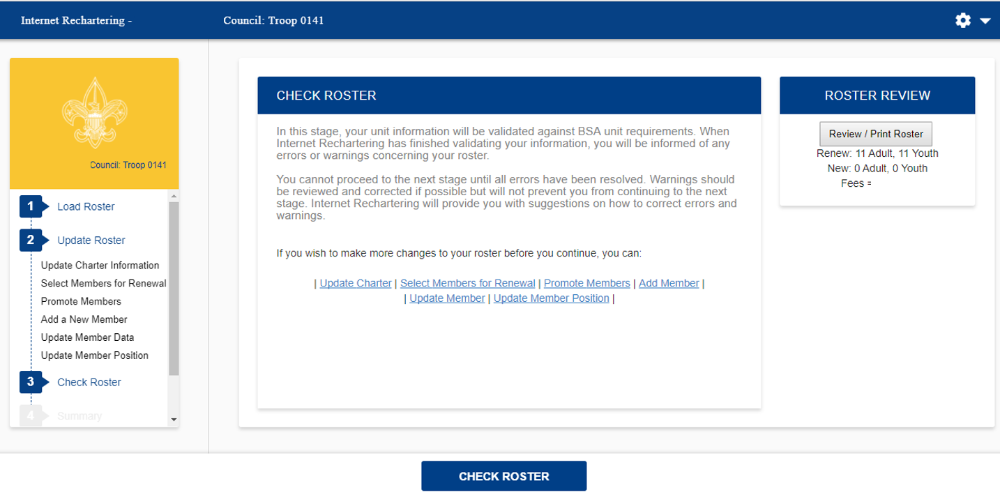 Internet Rechartering -
Council: Troop 0141
Council: Troop 0141
1 Load Roster
2 Update Roster
Update Charter Information
Select Members for Renewal
Promote Members
Add a New Member
Update Member Data
Update Member Position
3 Check Roster
4 Summary
CHECK ROSTER
In this stage, your unit information will be validated against BSA unit requirements. When
Internet Rechartering has finished validating your information, you will be informed of any
errors or warnings concerning your roster.
You cannot proceed to the next stage until all errors have been resolved. Warnings should
be reviewed and corrected if possible but will not prevent you from continuing to the next
stage. Internet Rechartering will provide you with suggestions on how to correct errors and
warnings.
If you wish to make more changes to your roster before you continue, you can:
| Update Charter | Select Members for Renewal | Promote Members | Add Member |
| Update Member | Update Member Position |
ROSTER REVIEW
Review / Print Roster
Renew: 11 Adult, 11 Youth
New: 0 Adult, 0 Youth
Fees =
CHECK ROSTER